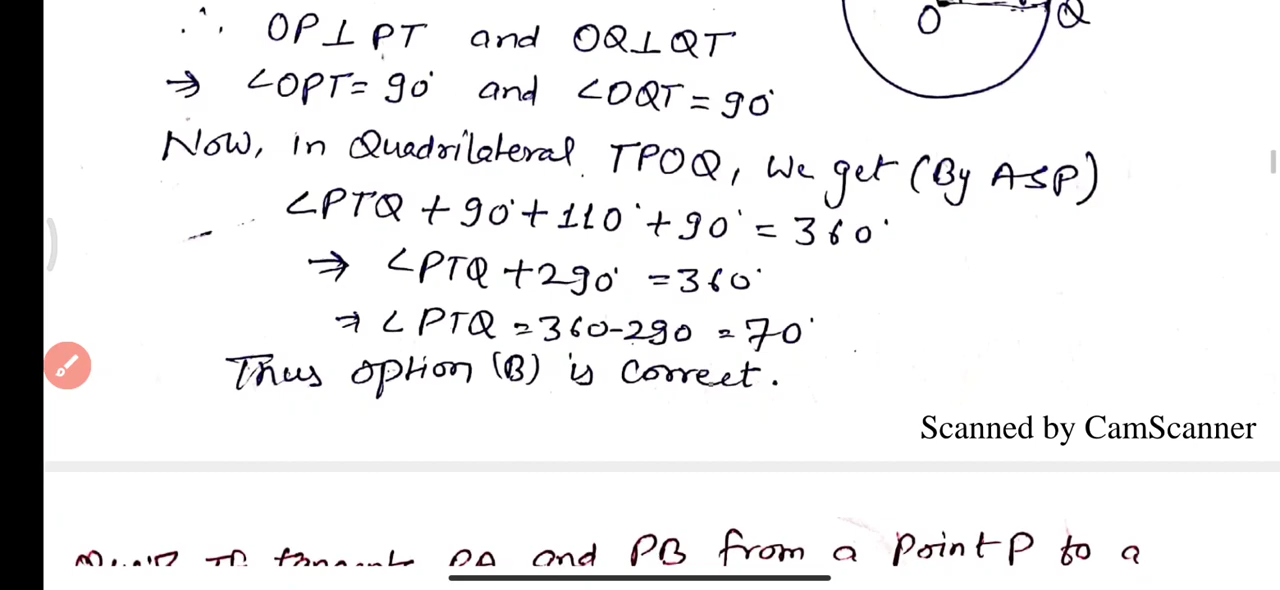 O Q
∴ OP⊥PT and OQ⊥QT
⇒ ∠OPT= 90° and ∠OQT = 90°
Now, in Quadrilateral TPOQ, We get (By ASP)
∠PTQ + 90° + 110° + 90° = 360°
⇒ ∠PTQ + 290° = 360°
⇒ ∠PTQ = 360-290 = 70°
Thus option (B) is correct.
Scanned by CamScanner
tangents PA and PB from a point P to a